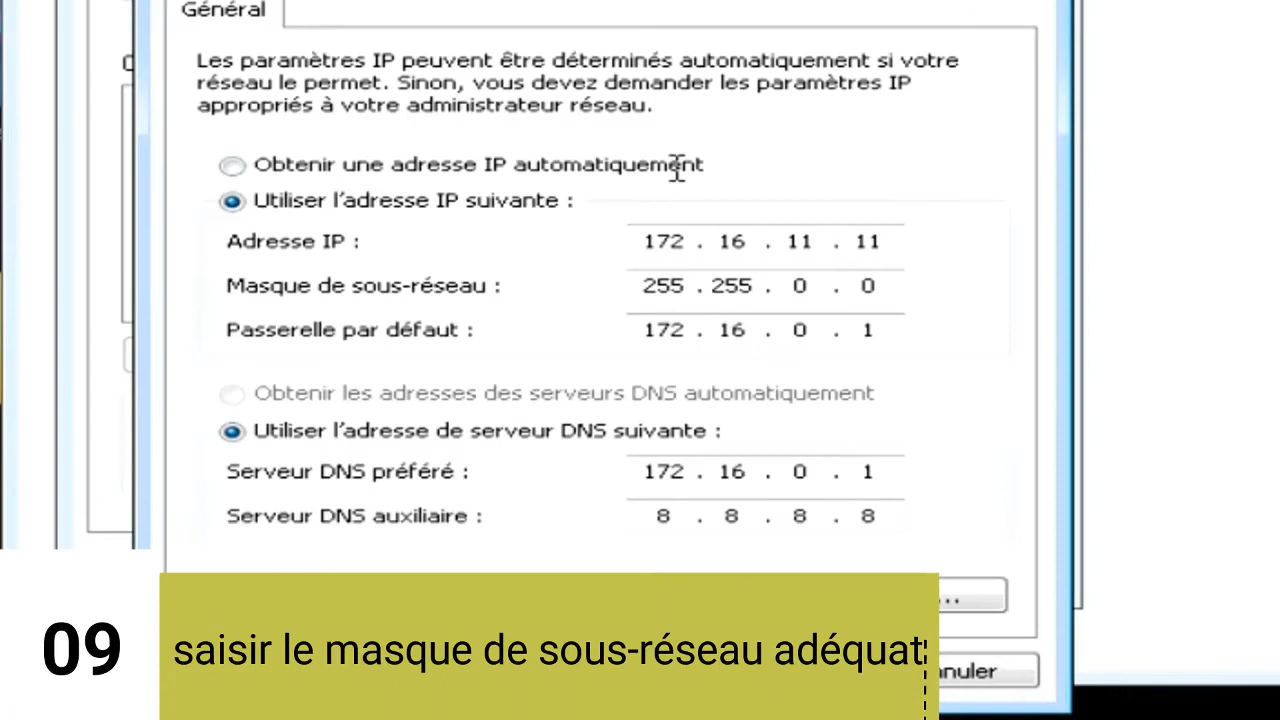 Général
Les paramètres IP peuvent être déterminés automatiquement si votre
réseau le permet. Sinon, vous devez demander les paramètres IP
appropriés à votre administrateur réseau.
Obtenir une adresse IP automatiquement
Utiliser l'adresse IP suivante :
Adresse IP : 172 . 16 . 11 . 11
Masque de sous-réseau : 255 . 255 . 0 . 0
Passerelle par défaut : 172 . 16 . 0 . 1
Obtenir les adresses des serveurs DNS automatiquement
Utiliser l'adresse de serveur DNS suivante :
Serveur DNS préféré : 172 . 16 . 0 . 1
Serveur DNS auxiliaire : 8 . 8 . 8 . 8
...
nuler
09 saisir le masque de sous-réseau adéquat